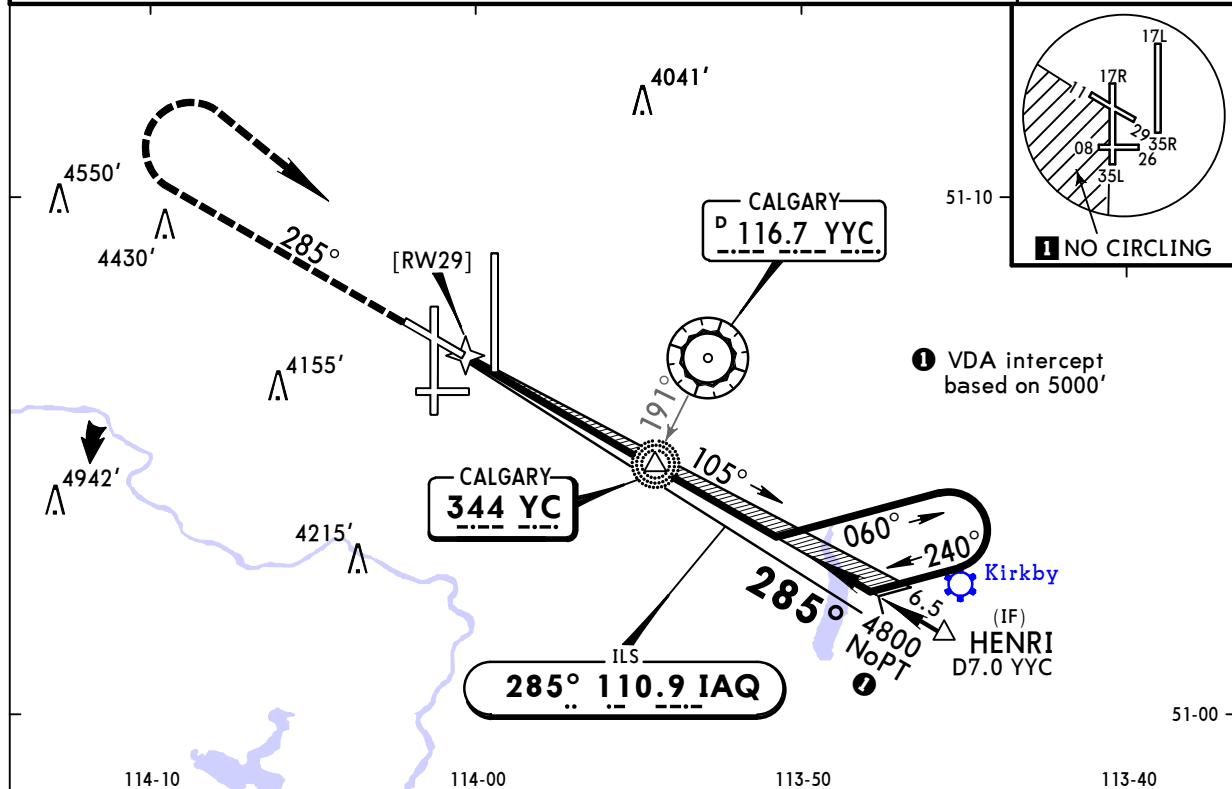 4041'
4550'
4430'
285°
[RW29]
CALGARY
D 116.7 YYC
17L
17R
11
29
08
35R
26
35L
1 NO CIRCLING
51-10
4155'
191°
1 VDA intercept
based on 5000'
4942'
CALGARY
344 YC
105°
060°
240°
4215'
285°
Kirkby
6.5
(IF)
HENRI
D7.0 YYC
4800
NoPT
1
ILS
285° 110.9 IAQ
51-00
114-10
114-00
113-50
113-40